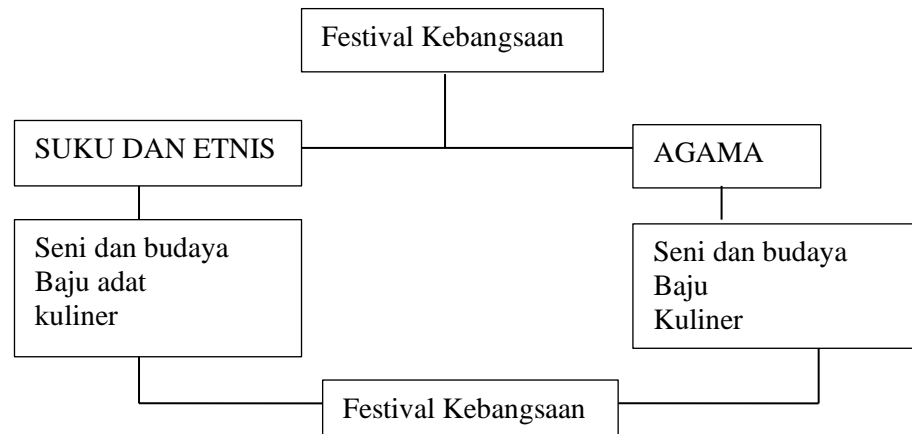 Festival Kebangsaan
SUKU DAN ETNIS
AGAMA
Seni dan budaya
Baju adat
kuliner
Seni dan budaya
Baju
Kuliner
Festival Kebangsaan